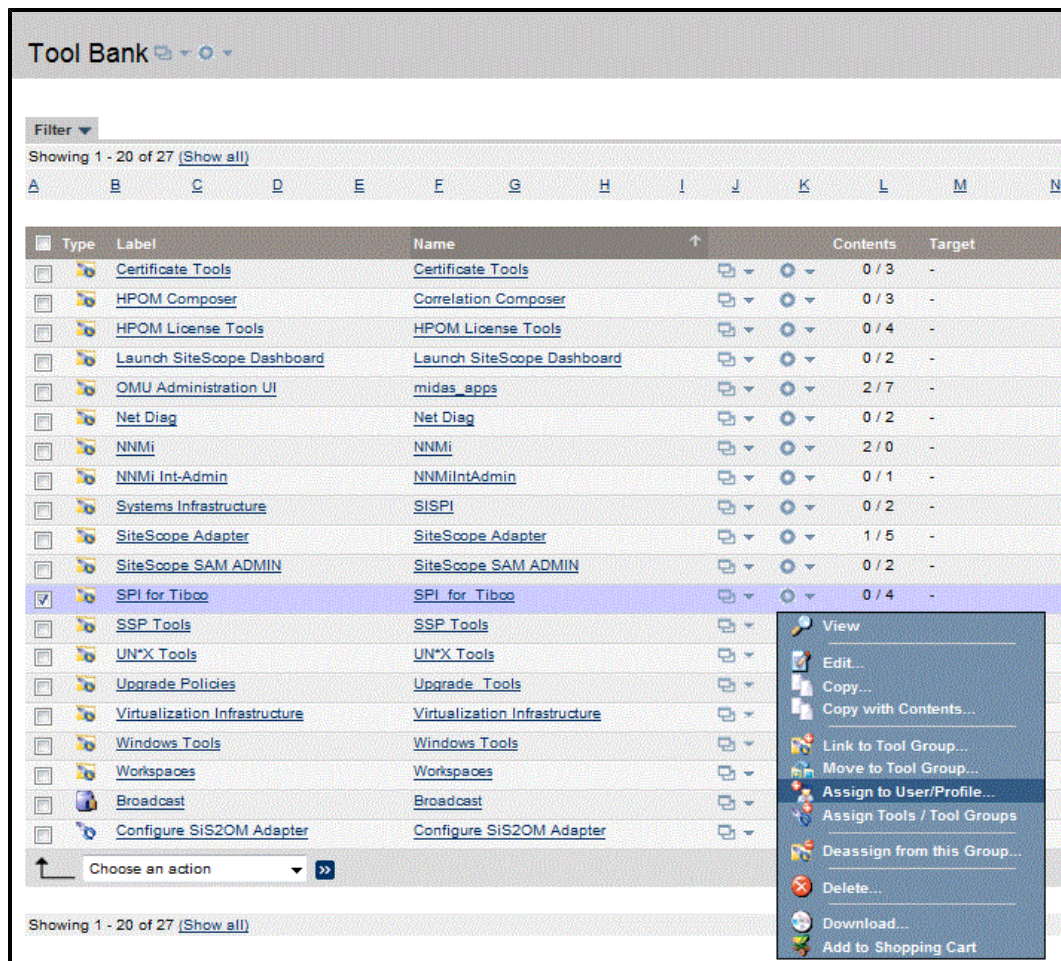 Tool Bank
Filter
Showing 1 - 20 of 27 (Show all)
A B C D E F G H I J K L M N
Type Label Name Contents Target
Certificate Tools Certificate Tools 0 / 3 -
HPOM Composer Correlation Composer 0 / 3 -
HPOM License Tools HPOM License Tools 0 / 4 -
Launch SiteScope Dashboard Launch SiteScope Dashboard 0 / 2 -
OMU Administration UI midas_apps 2 / 7 -
Net Diag Net Diag 0 / 2 -
NNMi NNMi 2 / 0 -
NNMi Int-Admin NNMiIntAdmin 0 / 1 -
Systems Infrastructure SISPI 0 / 2 -
SiteScope Adapter SiteScope Adapter 1 / 5 -
SiteScope SAM ADMIN SiteScope SAM ADMIN 0 / 2 -
SPI for Tibco SPI_for_Tibco 0 / 4 -
SSP Tools SSP Tools
UN*X Tools UN*X Tools
Upgrade Policies Upgrade_Tools
Virtualization Infrastructure Virtualization Infrastructure
Windows Tools Windows Tools
Workspaces Workspaces
Broadcast Broadcast
Configure SiS2OM Adapter Configure SiS2OM Adapter
View
Edit...
Copy...
Copy with Contents...
Link to Tool Group...
Move to Tool Group...
Assign to User/Profile...
Assign Tools / Tool Groups
Deassign from this Group...
Delete...
Download...
Add to Shopping Cart
Choose an action >>
Showing 1 - 20 of 27 (Show all)